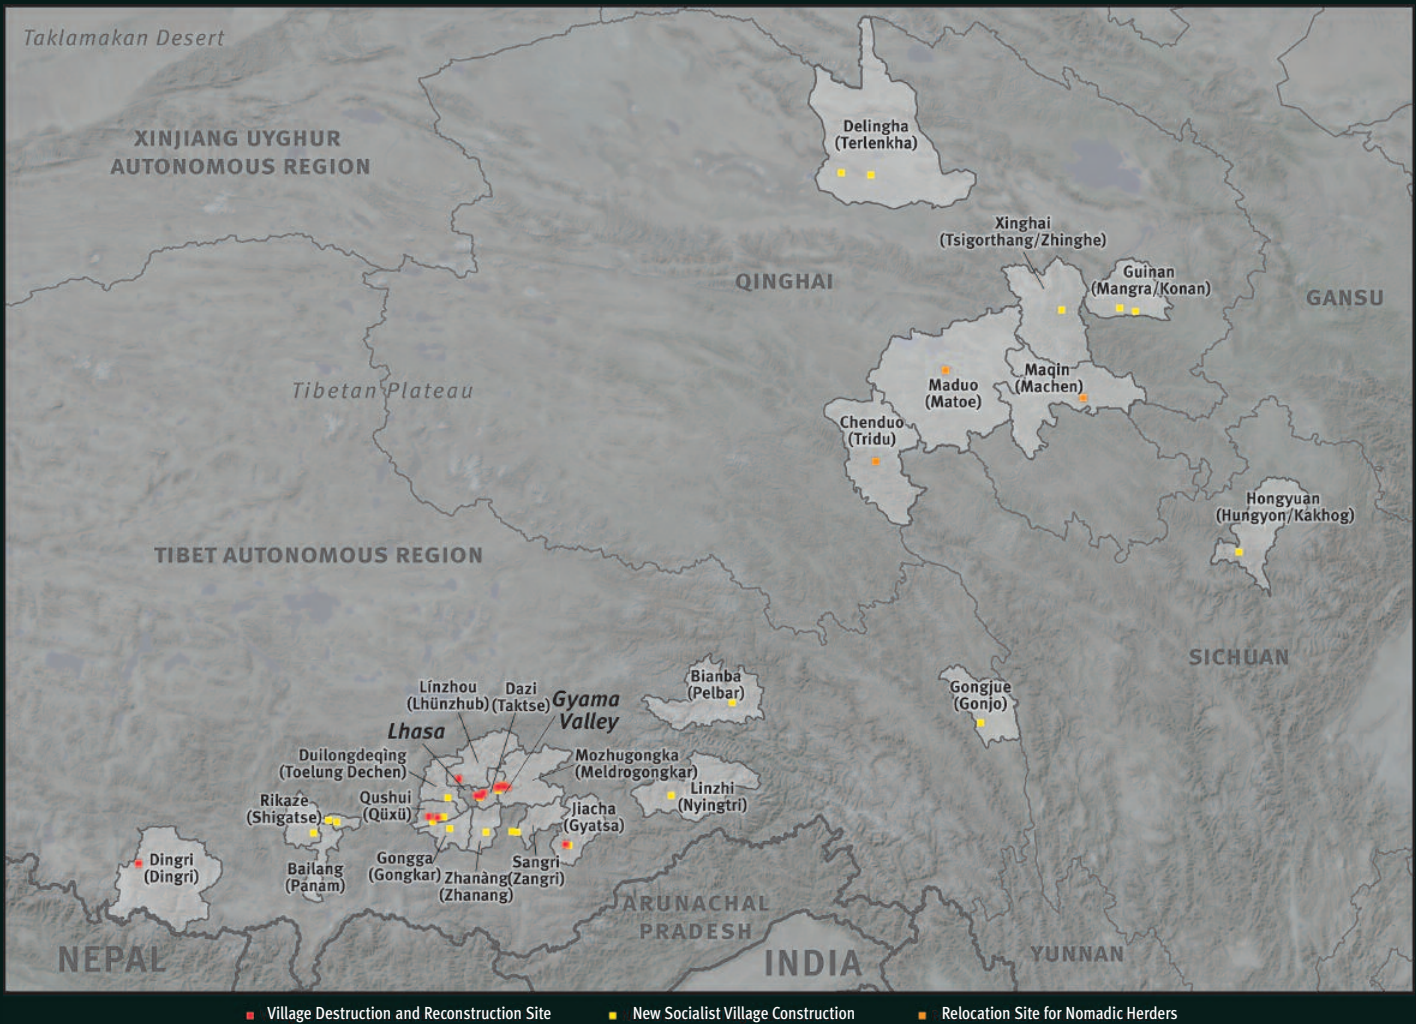 Taklamakan Desert
XINJIANG UYGHUR
AUTONOMOUS REGION
Delingha
(Terlenkha)
Xinghai
(Tsigorthang/Zhinghe)
QINGHAI
Guinan
(Mangra/Konan)
GANSU
Tibetan Plateau
Maduo
(Matoe)
Maqin
(Machen)
Chenduo
(Tridu)
Hongyuan
(Hungyon/Kakhog)
TIBET AUTONOMOUS REGION
SICHUAN
Bianba
(Pelbar)
Gongjue
(Gonjo)
Línzhou
(Lhünzhub)
Dazi
(Taktse)
Gyama
Valley
Lhasa
Duilongdeqìng
(Toelung Dechen)
Mozhugongka
(Meldrogongkar)
Linzhi
(Nyingtri)
Rikaze
(Shigatse)
Qushui
(Qüxü)
Jiacha
(Gyatsa)
Dingri
(Dingri)
Bailang
(Panam)
Gongga
(Gongkar)
Zhanàng
(Zhanang)
Sangri
(Zangri)
ARUNACHAL
PRADESH
NEPAL
INDIA
YUNNAN
Village Destruction and Reconstruction Site
New Socialist Village Construction
Relocation Site for Nomadic Herders